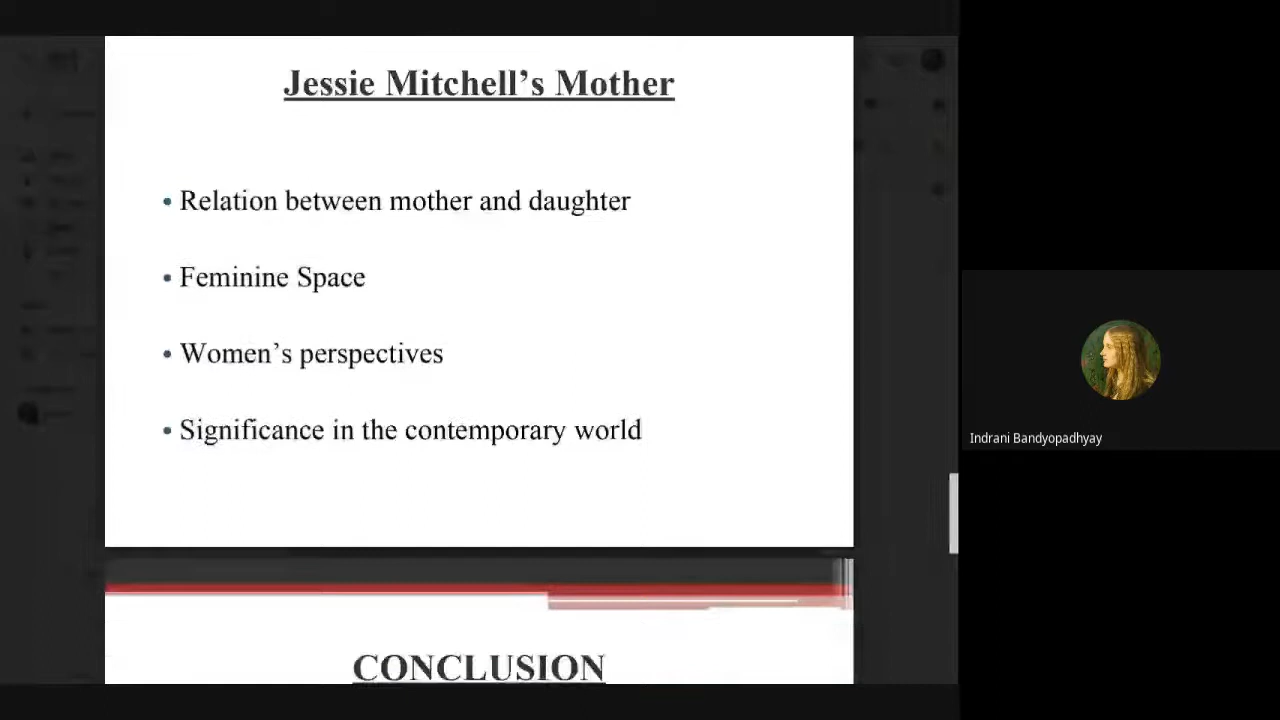 Jessie Mitchell’s Mother
• Relation between mother and daughter
• Feminine Space
• Women’s perspectives
• Significance in the contemporary world
CONCLUSION
Indrani Bandyopadhyay